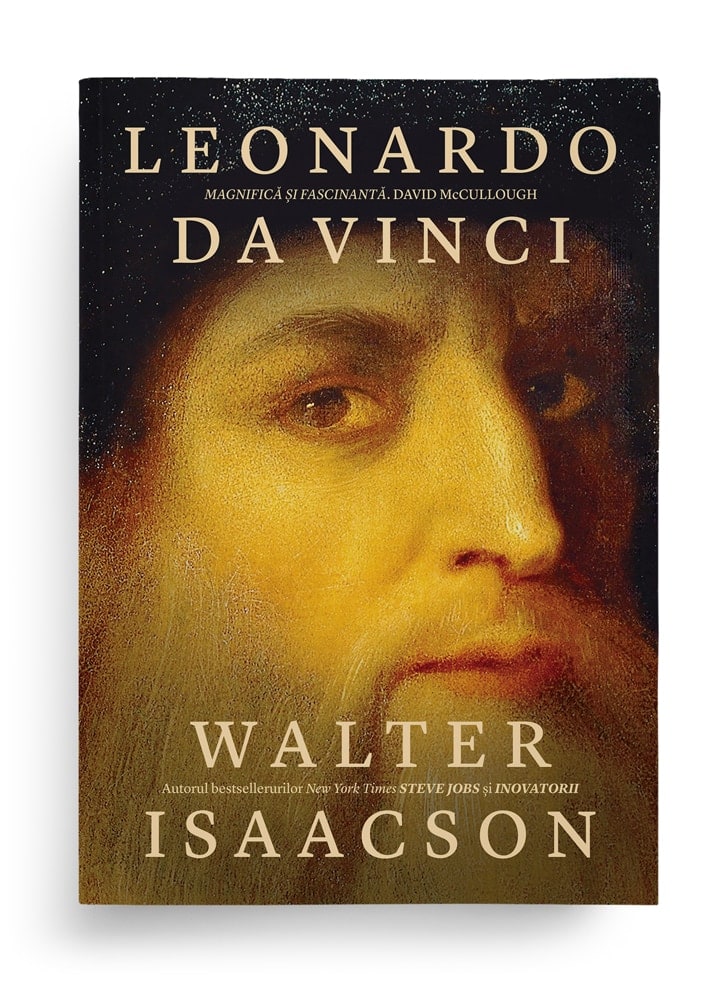 LEONARDO
MAGNIFICĂ ȘI FASCINANTĂ. DAVID McCULLOUGH
DA VINCI
WALTER
Autorul bestsellerurilor New York Times STEVE JOBS și INOVATORII
ISAACSON